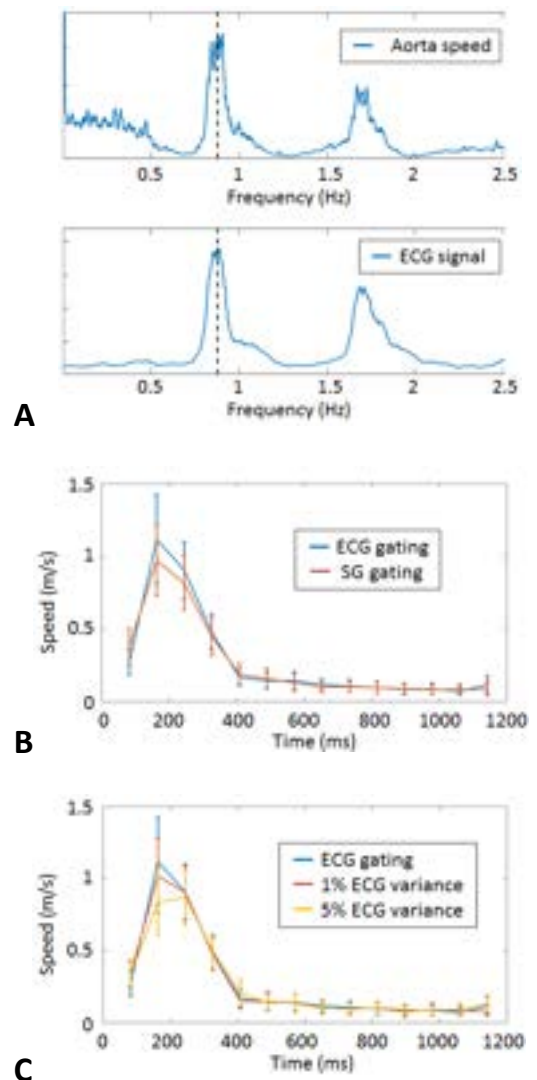 Aorta speed
0.5 1 1.5 2 2.5
Frequency (Hz)
ECG signal
0.5 1 1.5 2 2.5
Frequency (Hz)
A
1.5
1
0.5
0
Speed (m/s)
ECG gating
SG gating
0 200 400 600 800 1000 1200
Time (ms)
B
1.5
1
0.5
0
Speed (m/s)
ECG gating
1% ECG variance
5% ECG variance
0 200 400 600 800 1000 1200
Time (ms)
C